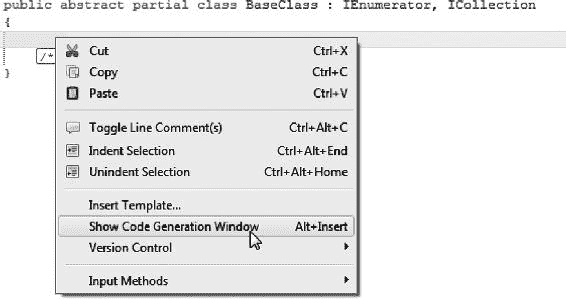 public abstract partial class BaseClass : IEnumerator, ICollection
{
/*
}
Cut Ctrl+X
Copy Ctrl+C
Paste Ctrl+V
Toggle Line Comment(s) Ctrl+Alt+C
Indent Selection Ctrl+Alt+End
Unindent Selection Ctrl+Alt+Home
Insert Template...
Show Code Generation Window Alt+Insert
Version Control
Input Methods